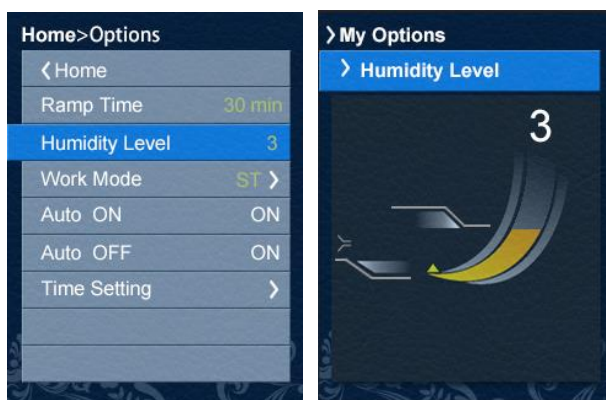 Home>Options
❮Home
Ramp Time 30 min
Humidity Level 3
Work Mode ST ❯
Auto ON ON
Auto OFF ON
Time Setting ❯
❯My Options
❯ Humidity Level
3